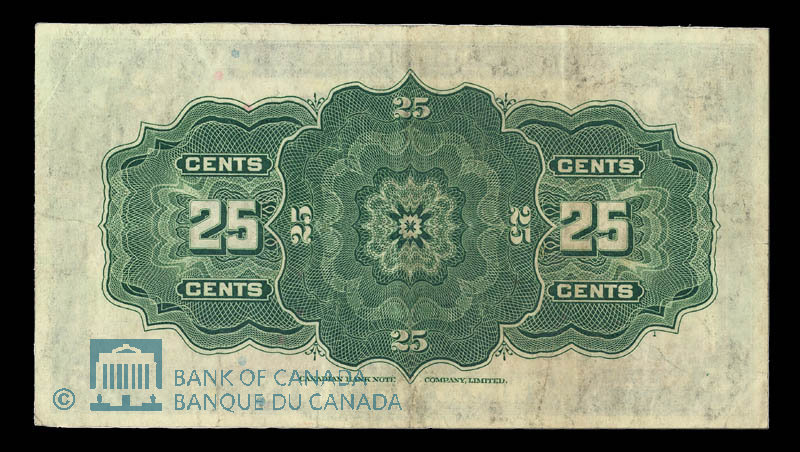 25
CENTS CENTS
25 25 25 25
CENTS CENTS
25
CANADIAN BANK NOTE COMPANY, LIMITED.
BANK OF CANADA
© BANQUE DU CANADA